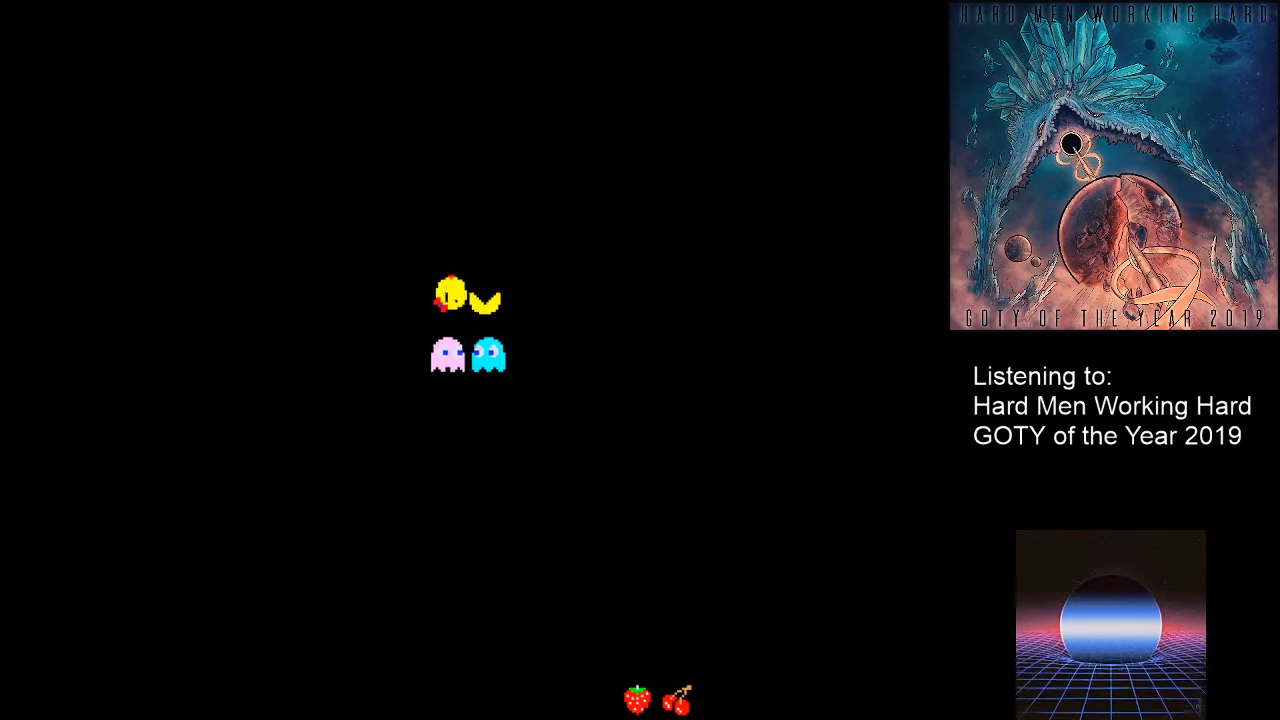 HARD MEN WORKING HARD
GOTY OF THE YEAR 2019
Listening to:
Hard Men Working Hard
GOTY of the Year 2019